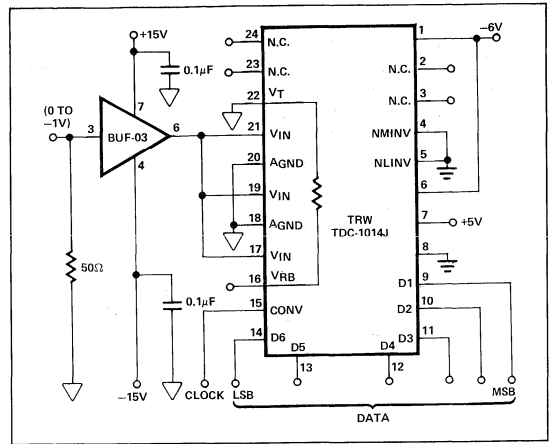 +15V
0.1μF
(0 TO
−1V)
3
BUF-03
7
6
4
50Ω
0.1μF
−15V
24 N.C.
23 N.C.
22 VT
21 VIN
20 AGND
19 VIN
18 AGND
17 VIN
16 VRB
15 CONV
14 D6
D5
13
D4
12
TRW
TDC-1014J
1
−6V
N.C. 2
N.C. 3
NMINV 4
NLINV 5
6
7
+5V
8
D1 9
D2 10
D3 11
CLOCK
LSB
MSB
DATA